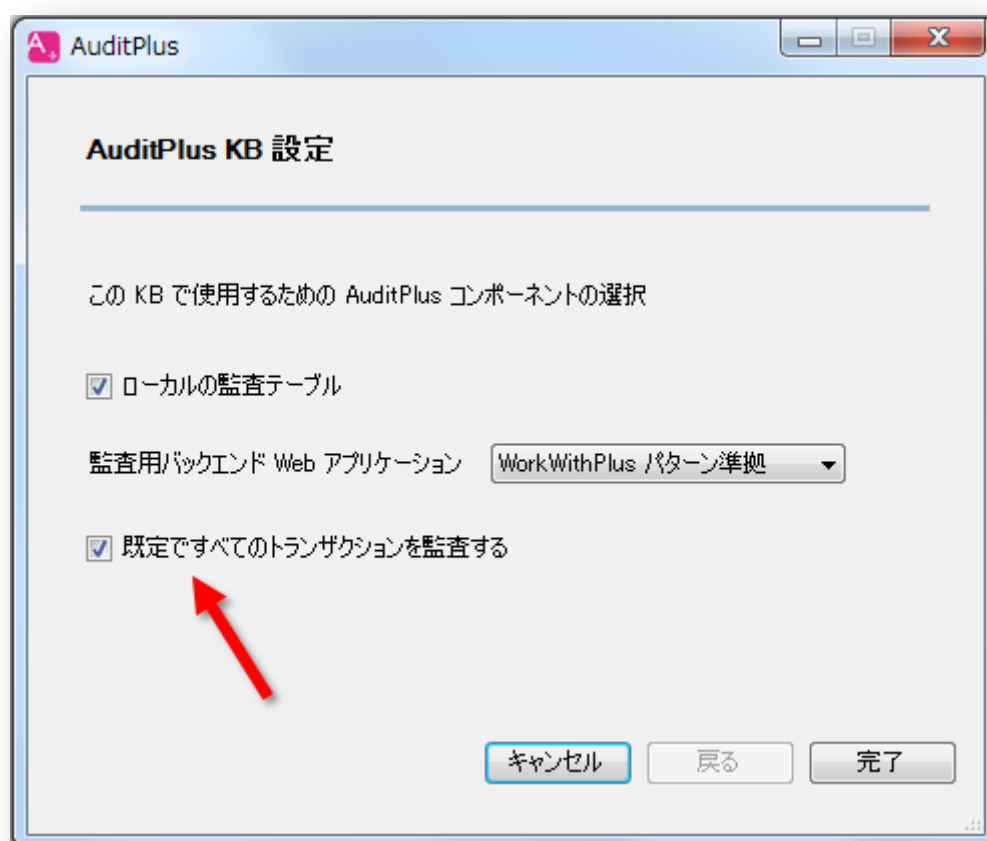 AuditPlus
AuditPlus KB 設定
この KB で使用するための AuditPlus コンポーネントの選択
ローカルの監査テーブル
監査用バックエンド Web アプリケーション WorkWithPlus パターン準拠
既定ですべてのトランザクションを監査する
キャンセル 戻る 完了